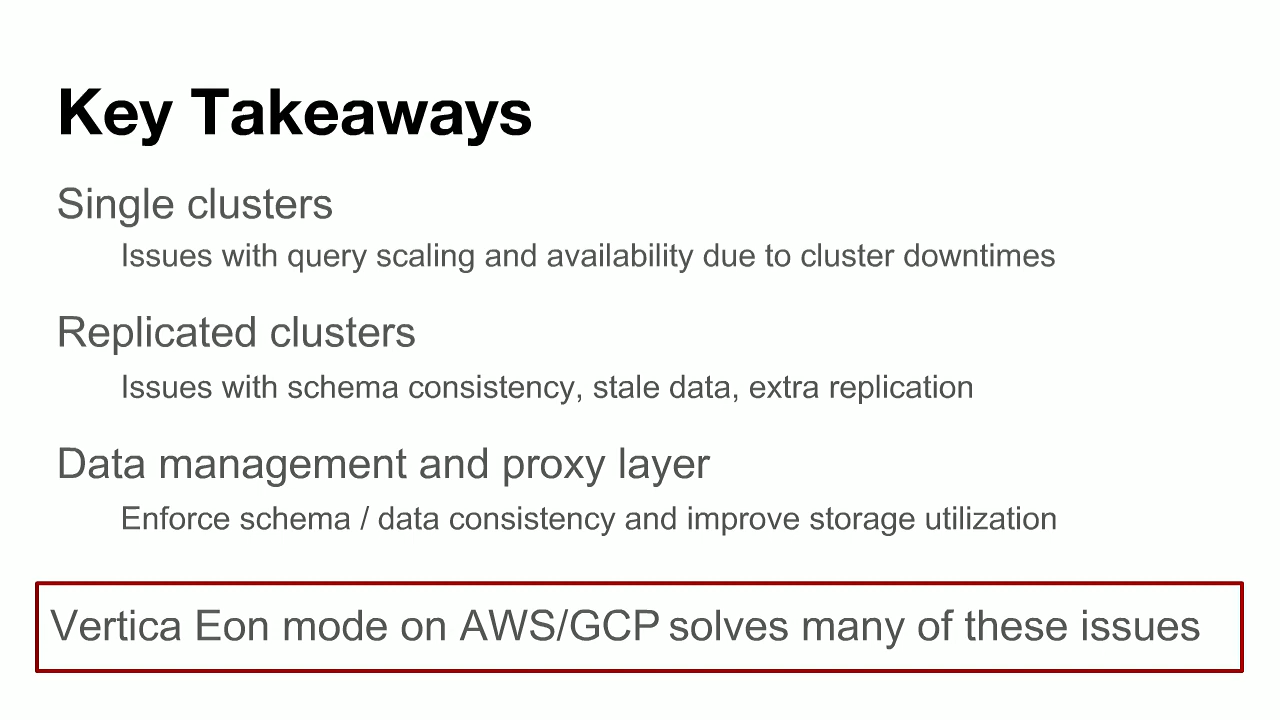 Key Takeaways
Single clusters
Issues with query scaling and availability due to cluster downtimes
Replicated clusters
Issues with schema consistency, stale data, extra replication
Data management and proxy layer
Enforce schema / data consistency and improve storage utilization
Vertica Eon mode on AWS/GCP solves many of these issues